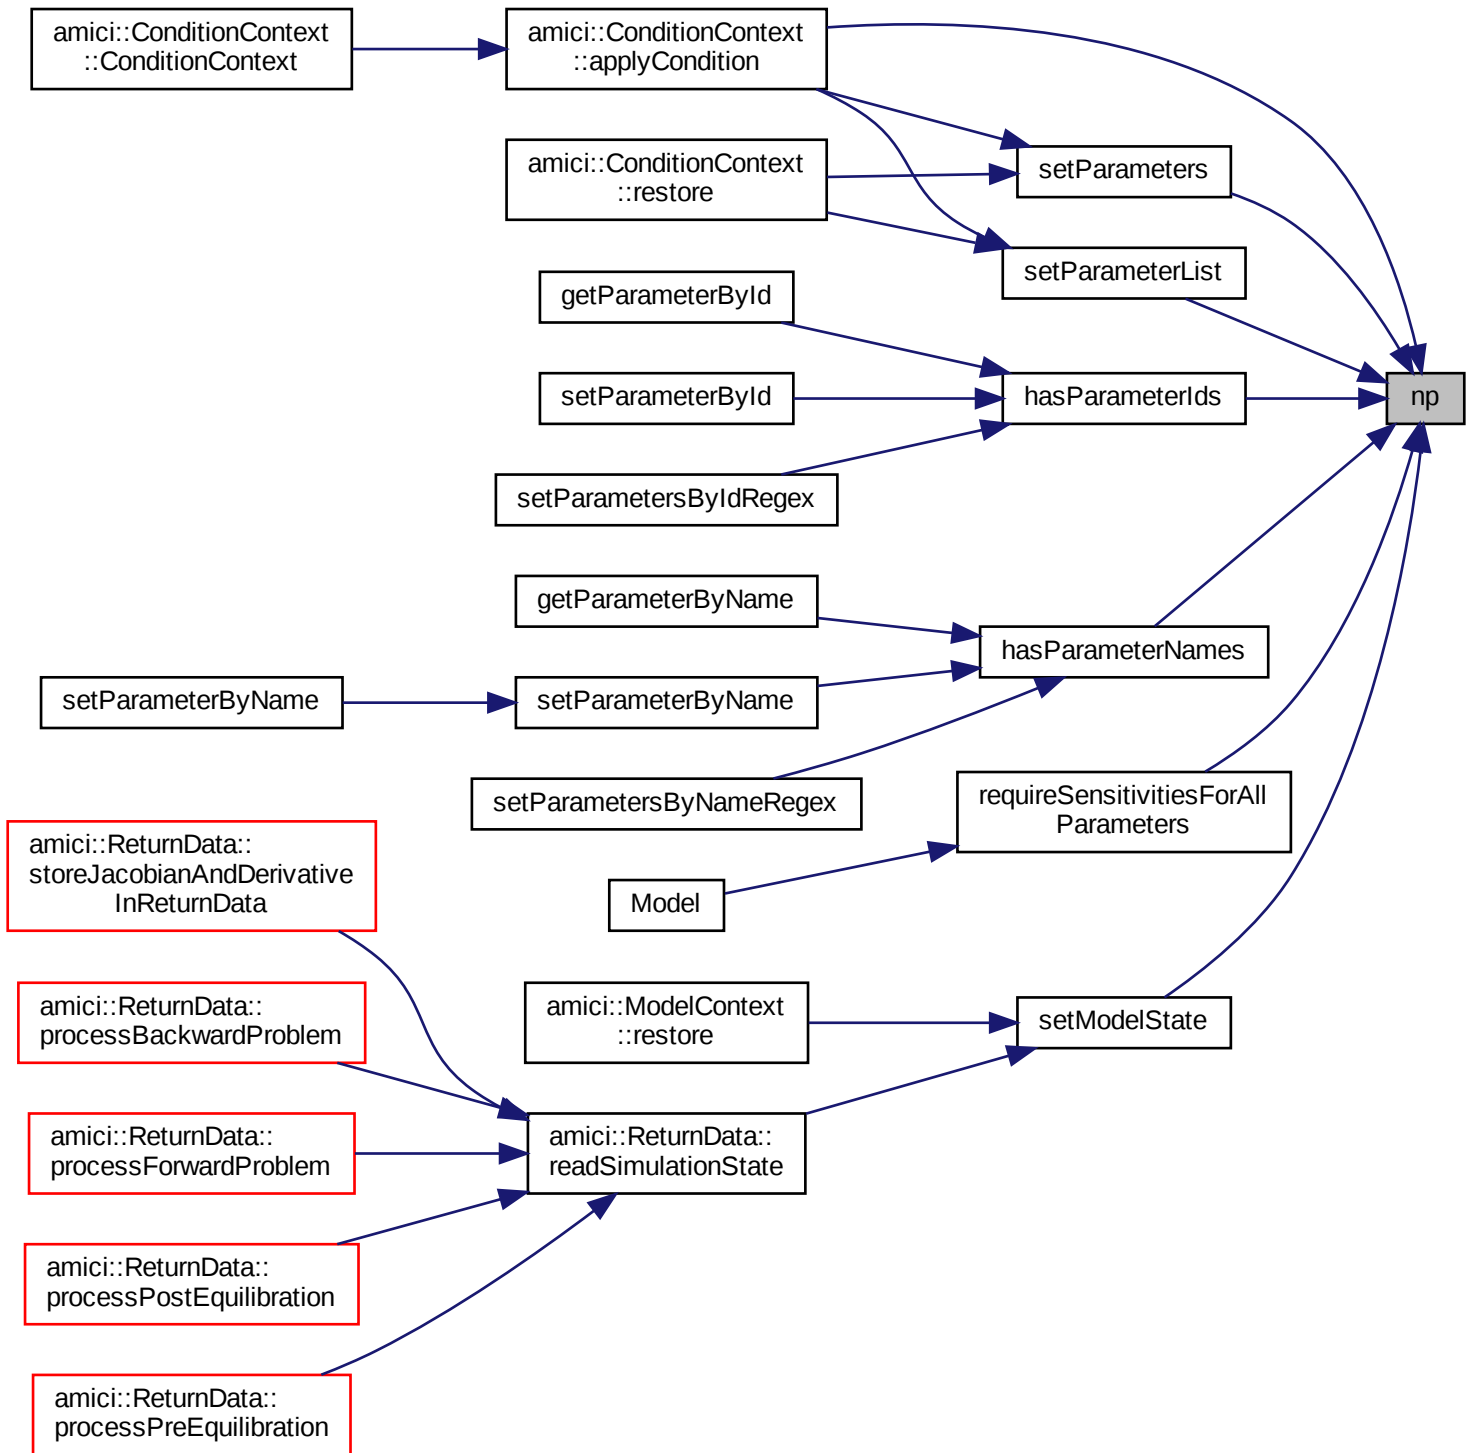 amici::ConditionContext
::ConditionContext
amici::ConditionContext
::applyCondition
amici::ConditionContext
::restore
setParameters
setParameterList
getParameterById
setParameterById
hasParameterIds
np
setParametersByIdRegex
getParameterByName
hasParameterNames
setParameterByName
setParameterByName
setParametersByNameRegex
requireSensitivitiesForAll
Parameters
amici::ReturnData::
storeJacobianAndDerivative
InReturnData
Model
amici::ReturnData::
processBackwardProblem
amici::ModelContext
::restore
setModelState
amici::ReturnData::
processForwardProblem
amici::ReturnData::
readSimulationState
amici::ReturnData::
processPostEquilibration
amici::ReturnData::
processPreEquilibration